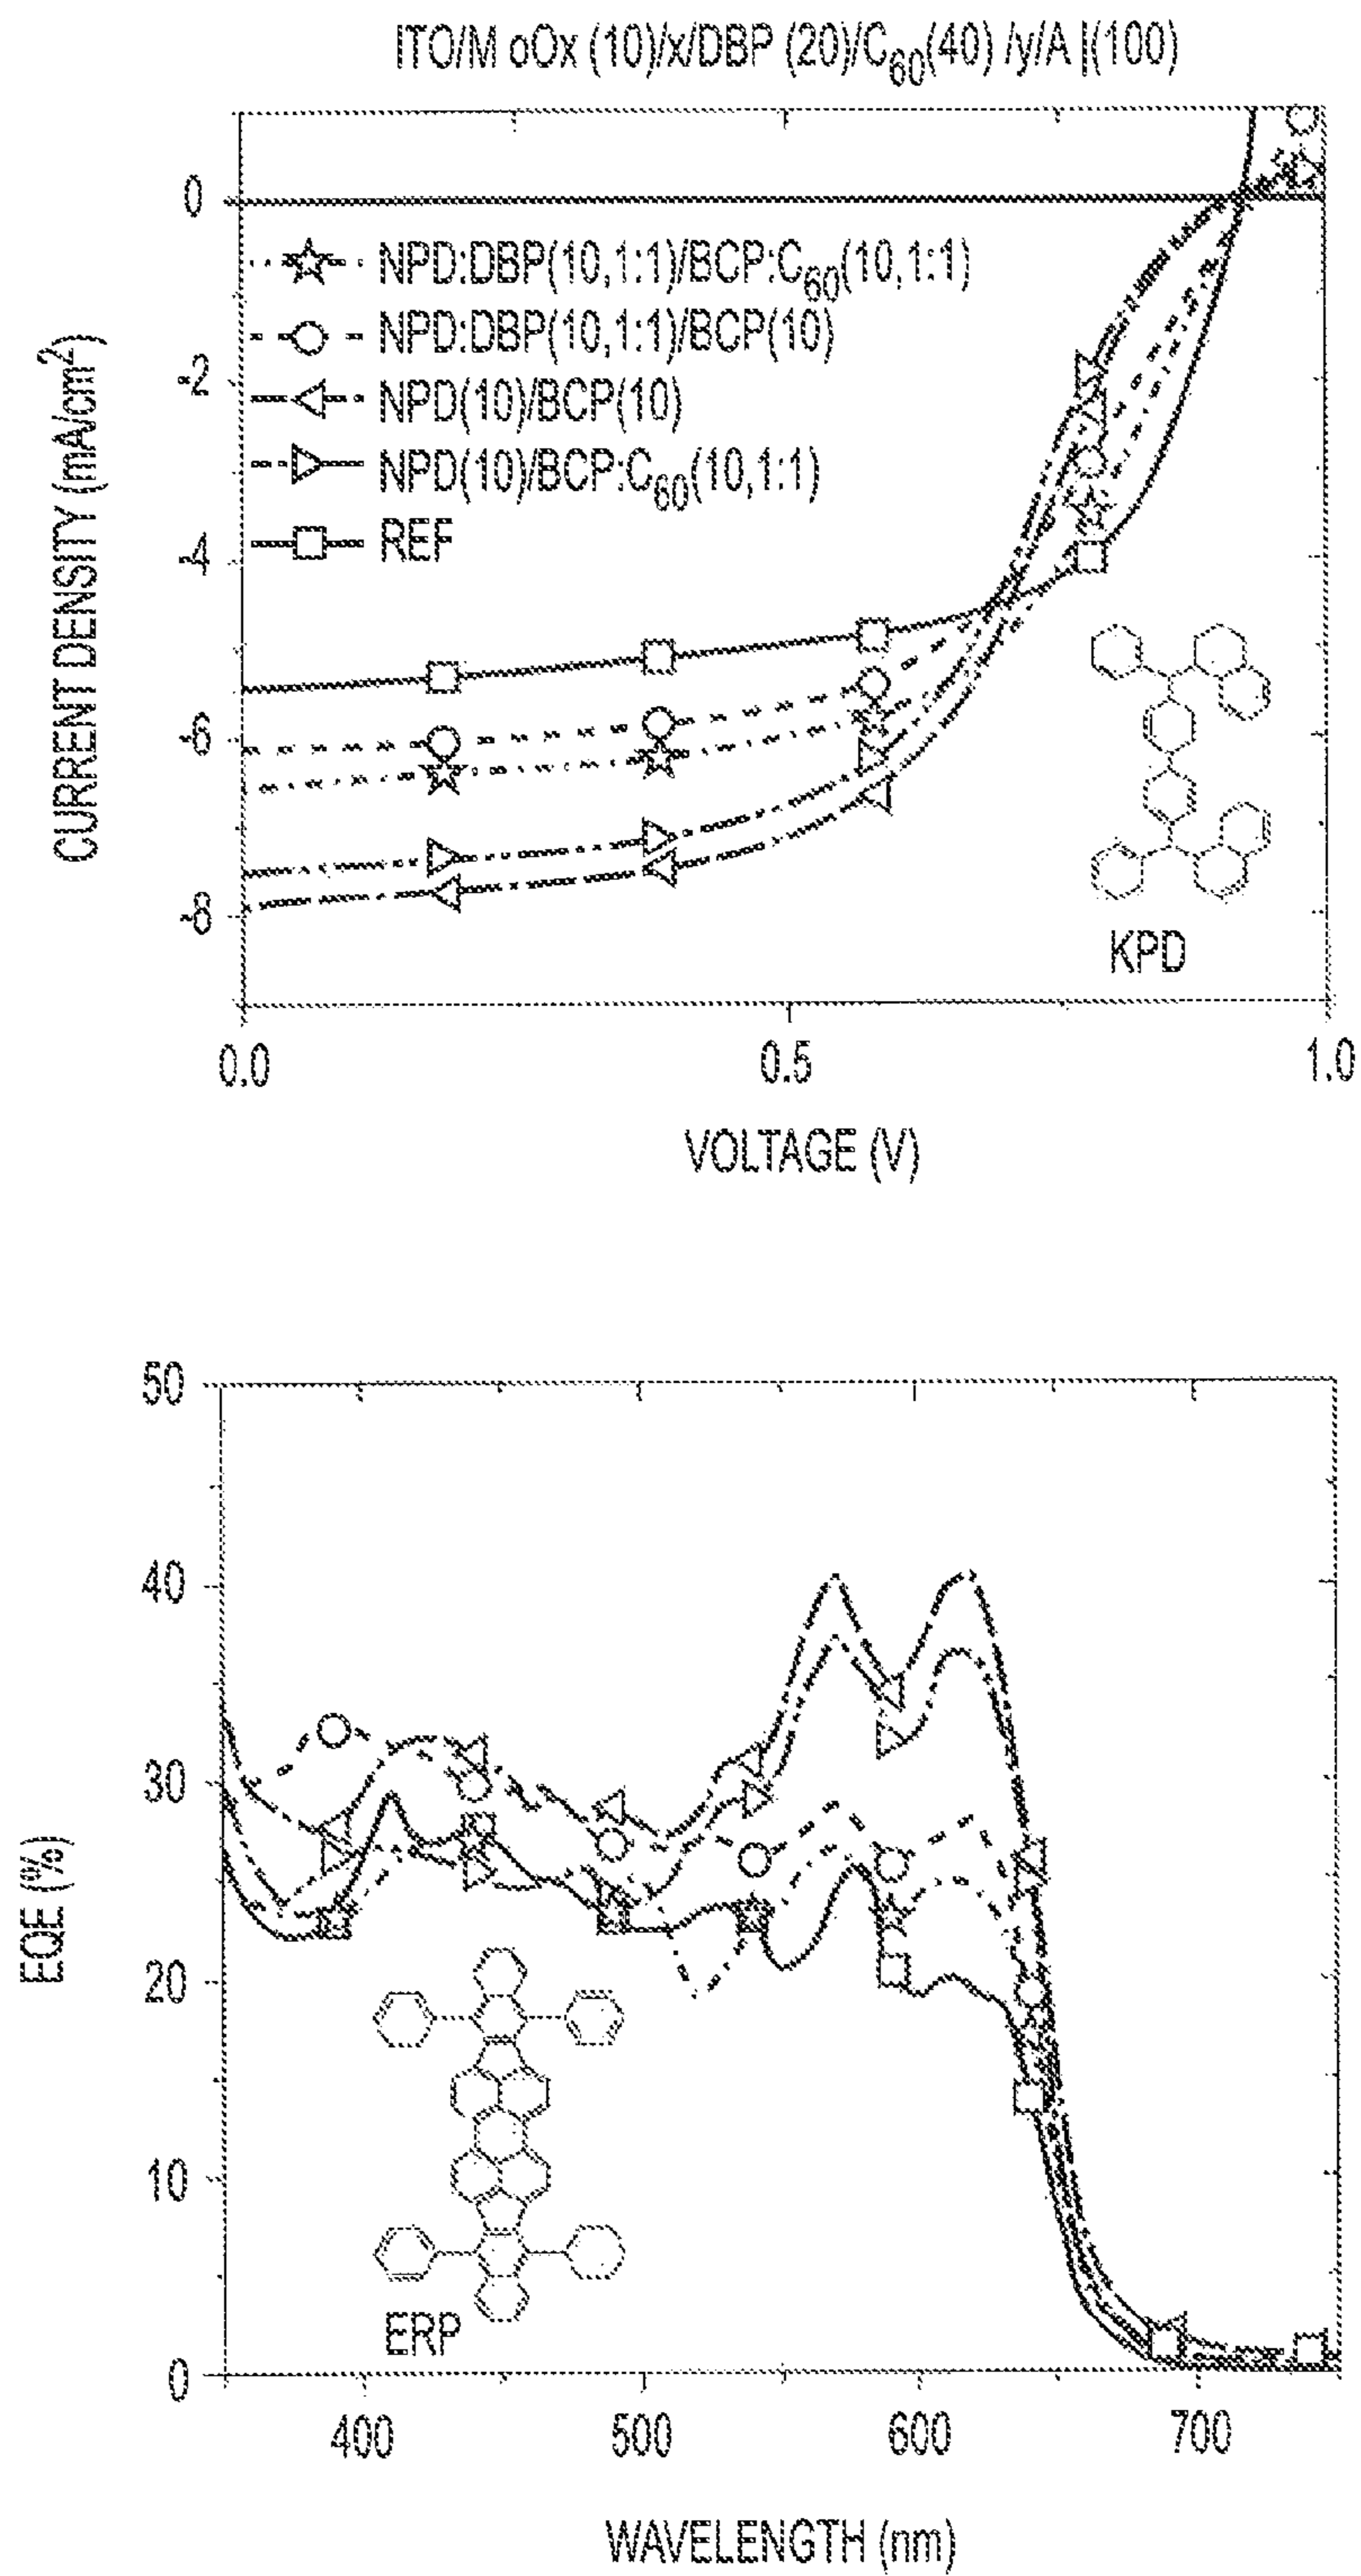 ITO/M oOx (10)/x/DBP (20)/C60(40) /y/A |(100)
CURRENT DENSITY (mA/cm2)
0
-2
-4
-6
-8
NPD:DBP(10,1:1)/BCP:C60(10,1:1)
NPD:DBP(10,1:1)/BCP(10)
NPD(10)/BCP(10)
NPD(10)/BCP:C60(10,1:1)
REF
KPD
0.0
0.5
1.0
VOLTAGE (V)
EQE (%)
50
40
30
20
10
0
ERP
400
500
600
700
WAVELENGTH (nm)